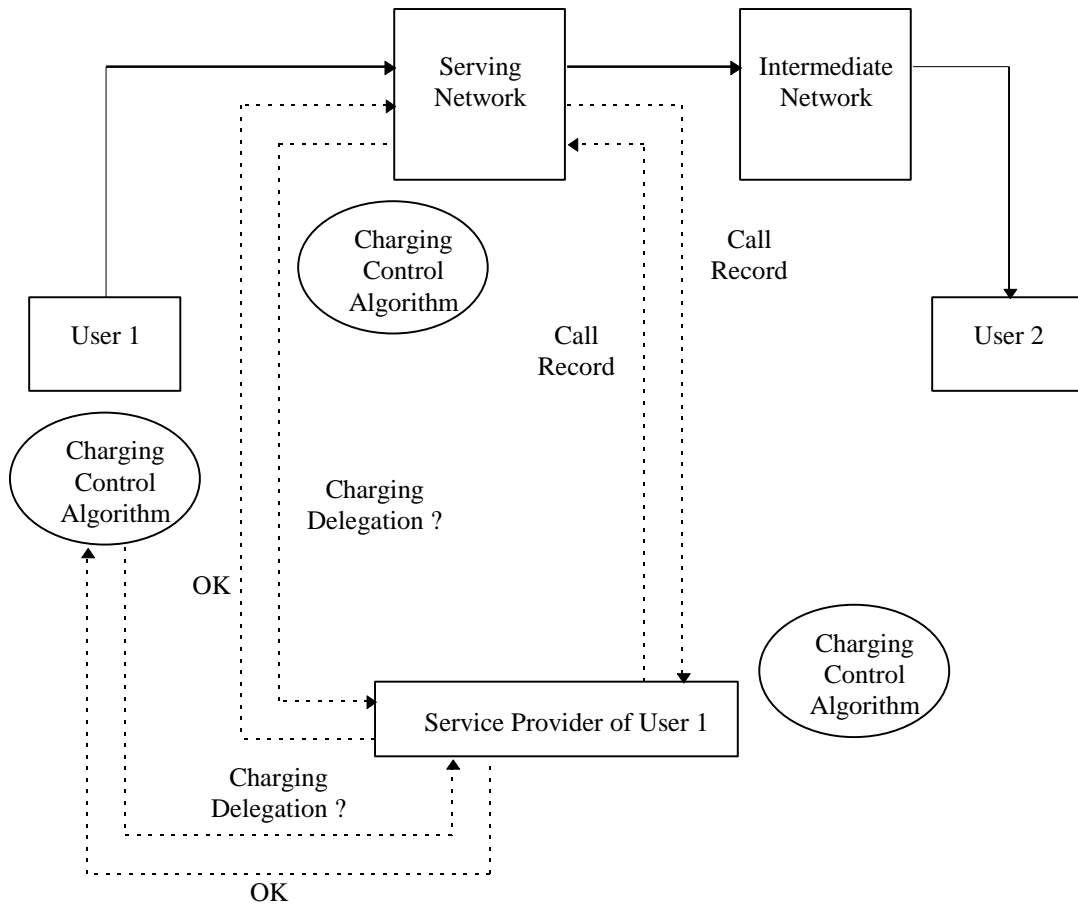 Serving
Network
Intermediate
Network
Charging
Control
Algorithm
Call
Record
User 1
Call
Record
User 2
Charging
Control
Algorithm
Charging
Delegation ?
OK
Charging
Control
Algorithm
Service Provider of User 1
Charging
Delegation ?
OK